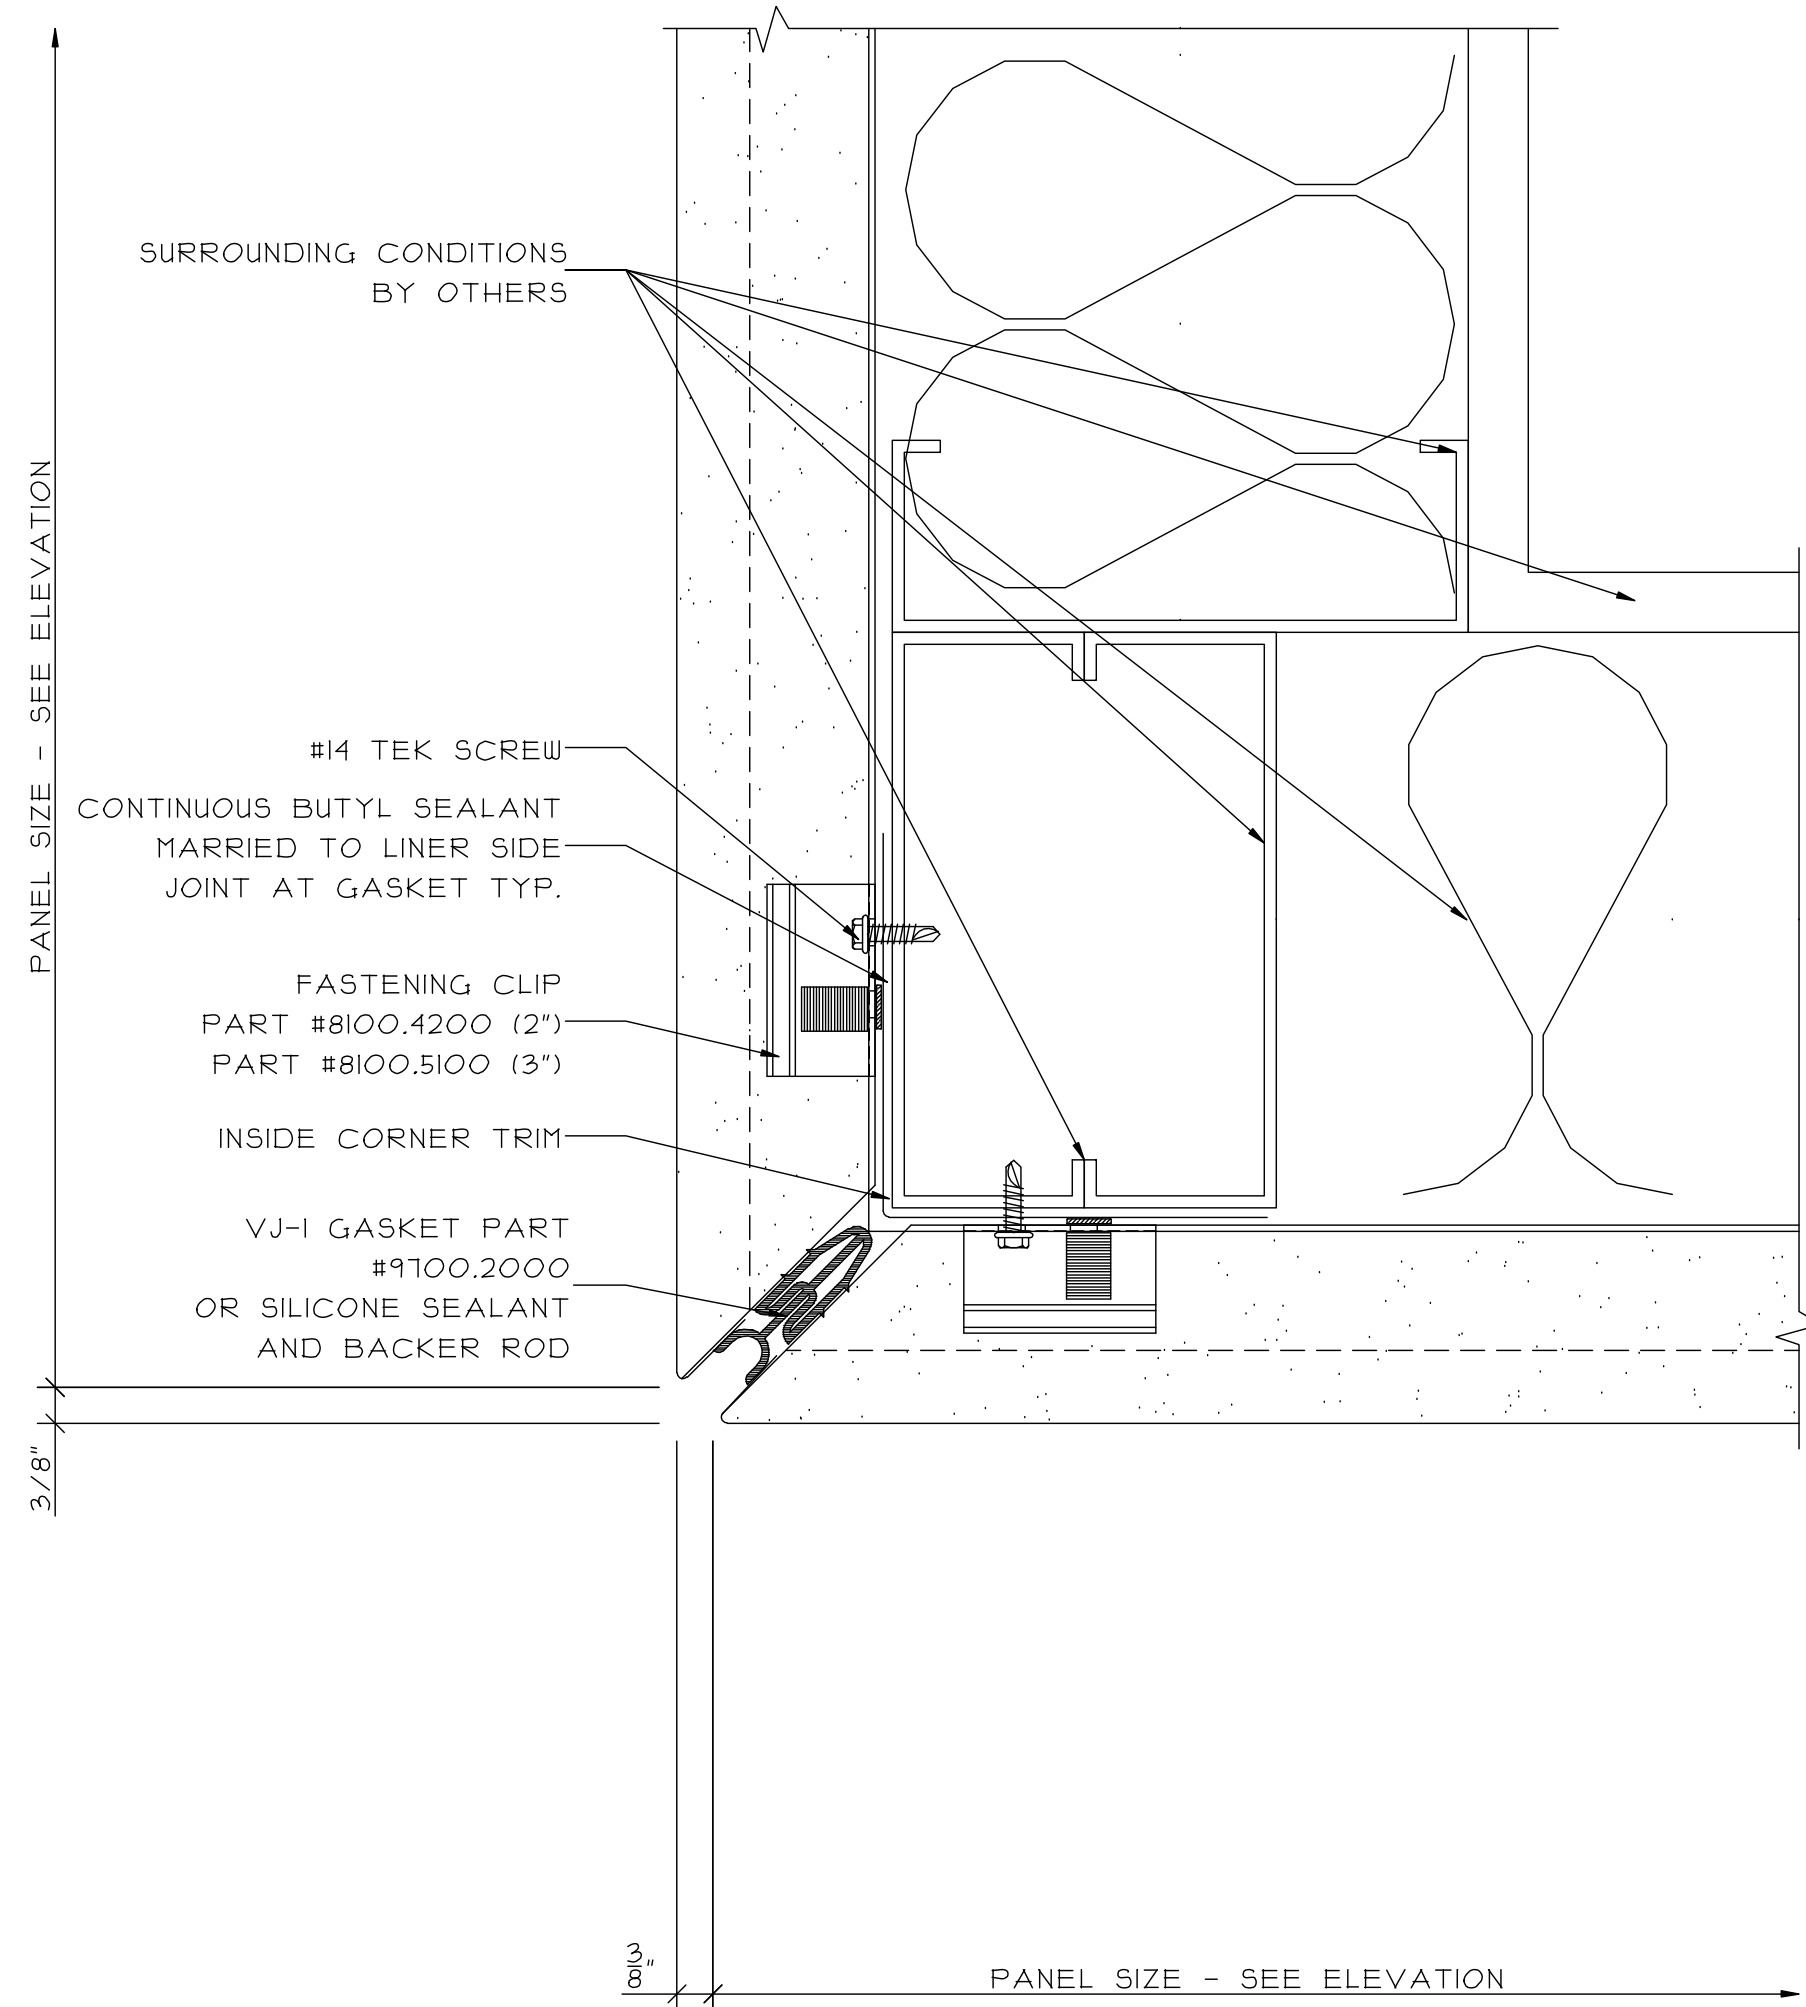 SURROUNDING CONDITIONS
BY OTHERS
PANEL SIZE - SEE ELEVATION
#14 TEK SCREW
CONTINUOUS BUTYL SEALANT
MARRIED TO LINER SIDE
JOINT AT GASKET TYP.
FASTENING CLIP
PART #8100.4200 (2")
PART #8100.5100 (3")
INSIDE CORNER TRIM
VJ-1 GASKET PART
#9700.2000
OR SILICONE SEALANT
AND BACKER ROD
3/8"
3/8"
PANEL SIZE - SEE ELEVATION